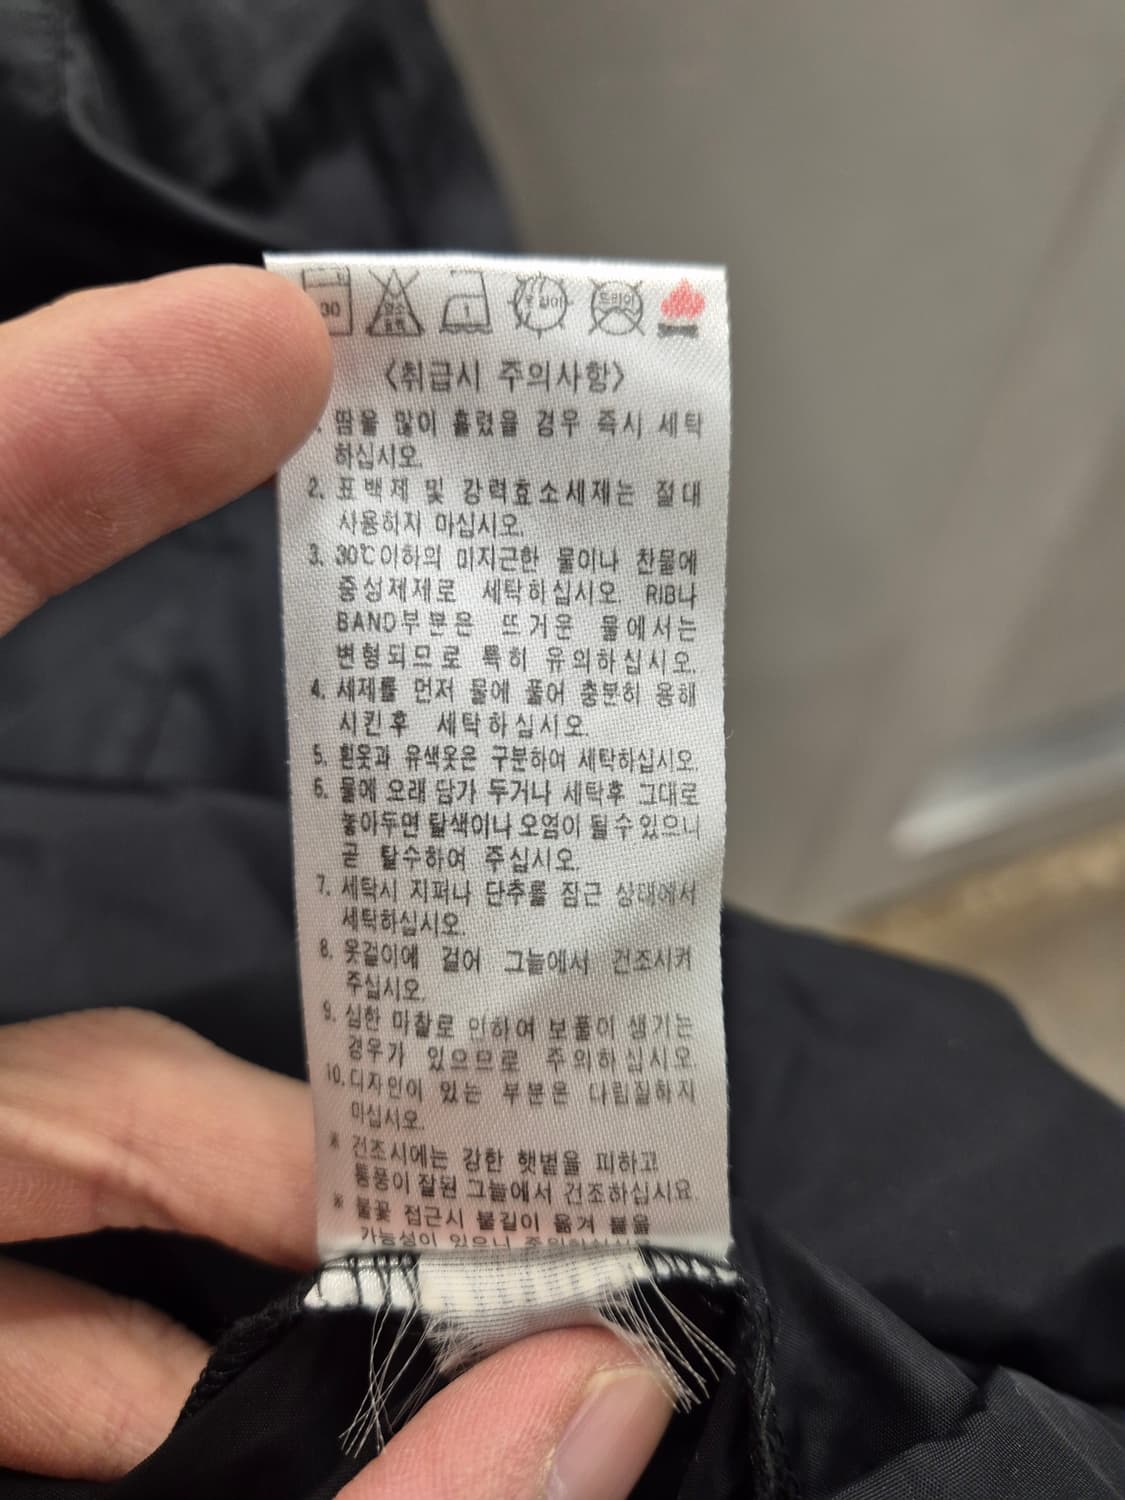 30
염소
표백
1
옷걸이
드라이
<취급시 주의사항>
. 땀을 많이 흘렸을 경우 즉시 세탁
하십시오.
2. 표백제 및 강력효소세제는 절대
사용하지 마십시오.
3. 30℃이하의 미지근한 물이나 찬물에
중성제제로 세탁하십시오. RIB나
BAND부분은 뜨거운 물에서는
변형되므로 특히 유의하십시오.
4. 세제를 먼저 물에 풀어 충분히 용해
시킨후 세탁하십시오.
5. 흰옷과 유색옷은 구분하여 세탁하십시오.
6. 물에 오래 담가 두거나 세탁후 그대로
놓아두면 탈색이나 오염이 될수있으니
곧 탈수하여 주십시오.
7. 세탁시 지퍼나 단추를 잠근 상태에서
세탁하십시오.
8. 옷걸이에 걸어 그늘에서 건조시켜
주십시오.
9. 심한 마찰로 인하여 보풀이 생기는
경우가 있으므로 주의하십시오.
10. 디자인이 있는 부분은 다림질하지
마십시오.
※ 건조시에는 강한 햇볕을 피하고
통풍이 잘된 그늘에서 건조하십시요.
※ 불꽃 접근시 불길이 옮겨 붙을
가능성이 있으니